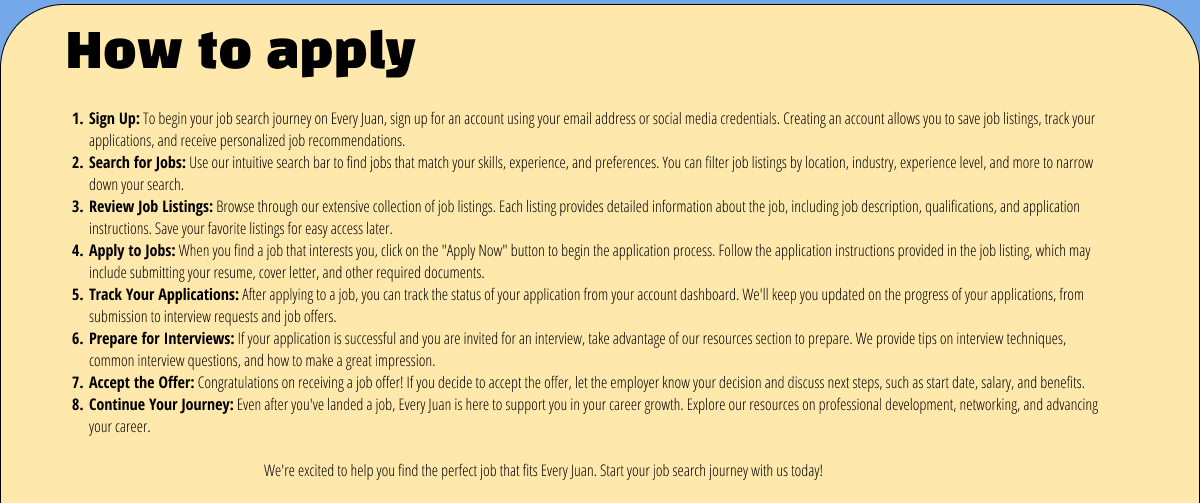 How to apply
1. Sign Up: To begin your job search journey on Every Juan, sign up for an account using your email address or social media credentials. Creating an account allows you to save job listings, track your
applications, and receive personalized job recommendations.
2. Search for Jobs: Use our intuitive search bar to find jobs that match your skills, experience, and preferences. You can filter job listings by location, industry, experience level, and more to narrow
down your search.
3. Review Job Listings: Browse through our extensive collection of job listings. Each listing provides detailed information about the job, including job description, qualifications, and application
instructions. Save your favorite listings for easy access later.
4. Apply to Jobs: When you find a job that interests you, click on the "Apply Now" button to begin the application process. Follow the application instructions provided in the job listing, which may
include submitting your resume, cover letter, and other required documents.
5. Track Your Applications: After applying to a job, you can track the status of your application from your account dashboard. We'll keep you updated on the progress of your applications, from
submission to interview requests and job offers.
6. Prepare for Interviews: If your application is successful and you are invited for an interview, take advantage of our resources section to prepare. We provide tips on interview techniques,
common interview questions, and how to make a great impression.
7. Accept the Offer: Congratulations on receiving a job offer! If you decide to accept the offer, let the employer know your decision and discuss next steps, such as start date, salary, and benefits.
8. Continue Your Journey: Even after you've landed a job, Every Juan is here to support you in your career growth. Explore our resources on professional development, networking, and advancing
your career.
We're excited to help you find the perfect job that fits Every Juan. Start your job search journey with us today!